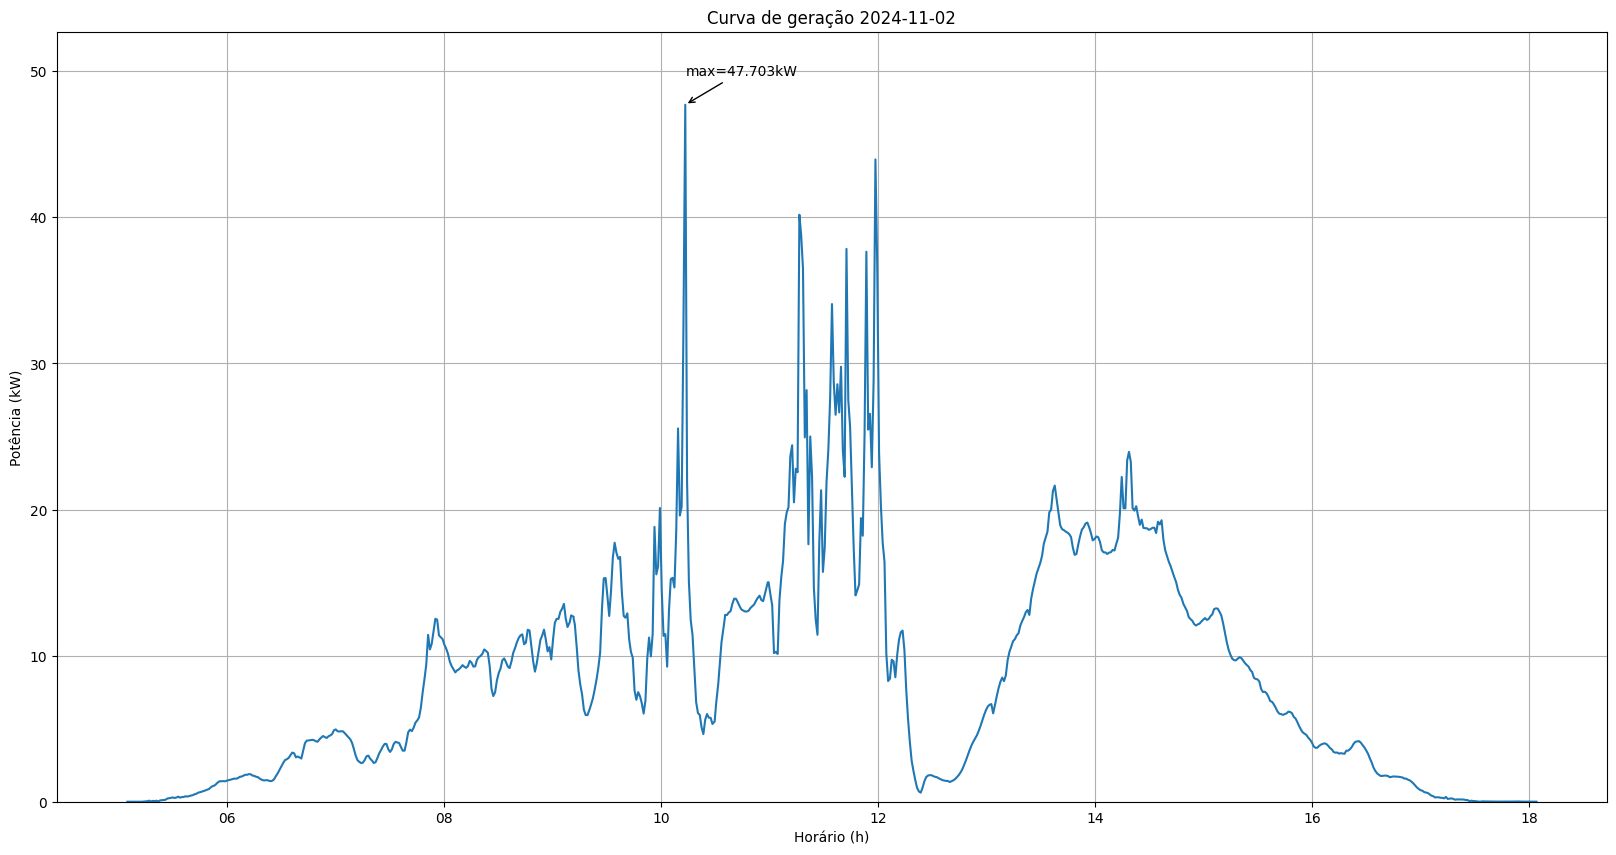 Curva de geração 2024-11-02
max=47.703kW
50
40
30
20
10
0
Potência (kW)
06 08 10 12 14 16 18
Horário (h)